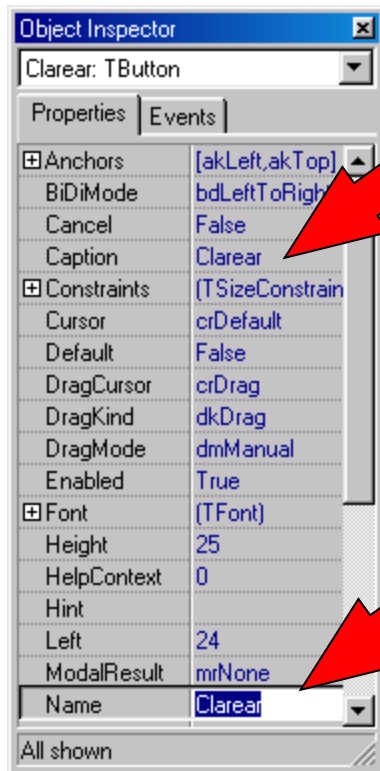 Object Inspector
Clarear: TButton
Properties Events
Anchors [akLeft,akTop]
BiDiMode bdLeftToRigh
Cancel False
Caption Clarear
Constraints (TSizeConstrain
Cursor crDefault
Default False
DragCursor crDrag
DragKind dkDrag
DragMode dmManual
Enabled True
Font (TFont)
Height 25
HelpContext 0
Hint
Left 24
ModalResult mrNone
Name Clarear
All shown